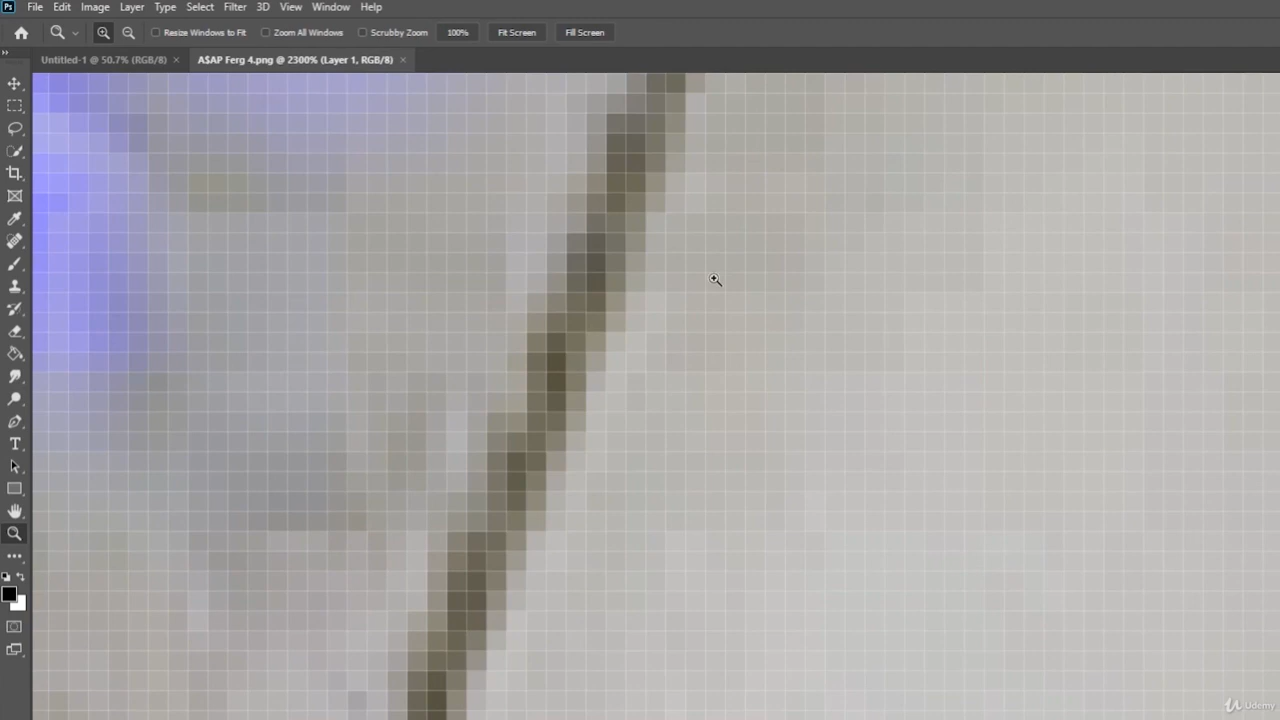 Ps File Edit Image Layer Type Select Filter 3D View Window Help
Resize Windows to Fit Zoom All Windows Scrubby Zoom 100% Fit Screen Fill Screen
Untitled-1 @ 50.7% (RGB/8) × A$AP Ferg 4.png @ 2300% (Layer 1, RGB/8) ×
T
Udemy